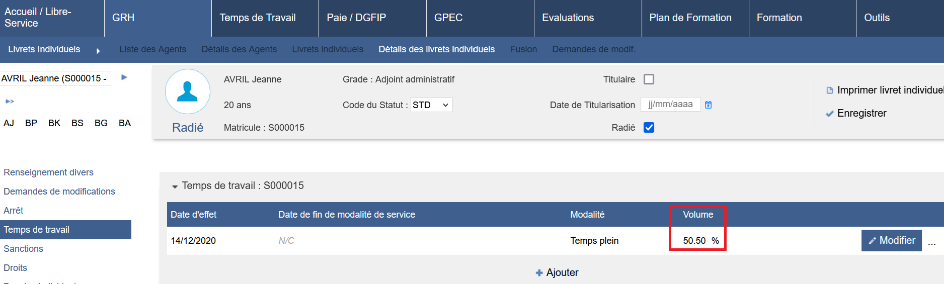 Accueil / Libre-Service
GRH
Temps de Travail
Paie / DGFIP
GPEC
Evaluations
Plan de Formation
Formation
Outils
Livrets Individuels
Liste des Agents
Détails des Agents
Livrets Individuels
Détails des livrets individuels
Fusion
Demandes de modif.
AVRIL Jeanne (S000015 -
AJ BP BK BS BG BA
Radié
AVRIL Jeanne
Grade : Adjoint administratif
Titulaire
20 ans
Code du Statut : STD
Date de Titularisation jj/mm/aaaa
Matricule : S000015
Radié
Imprimer livret individuel
Enregistrer
Renseignement divers
Demandes de modifications
Arrêt
Temps de travail
Sanctions
Droits
Temps de travail : S000015
Date d'effet
Date de fin de modalité de service
Modalité
Volume
14/12/2020
N/C
Temps plein
50.50 %
Modifier
...
Ajouter